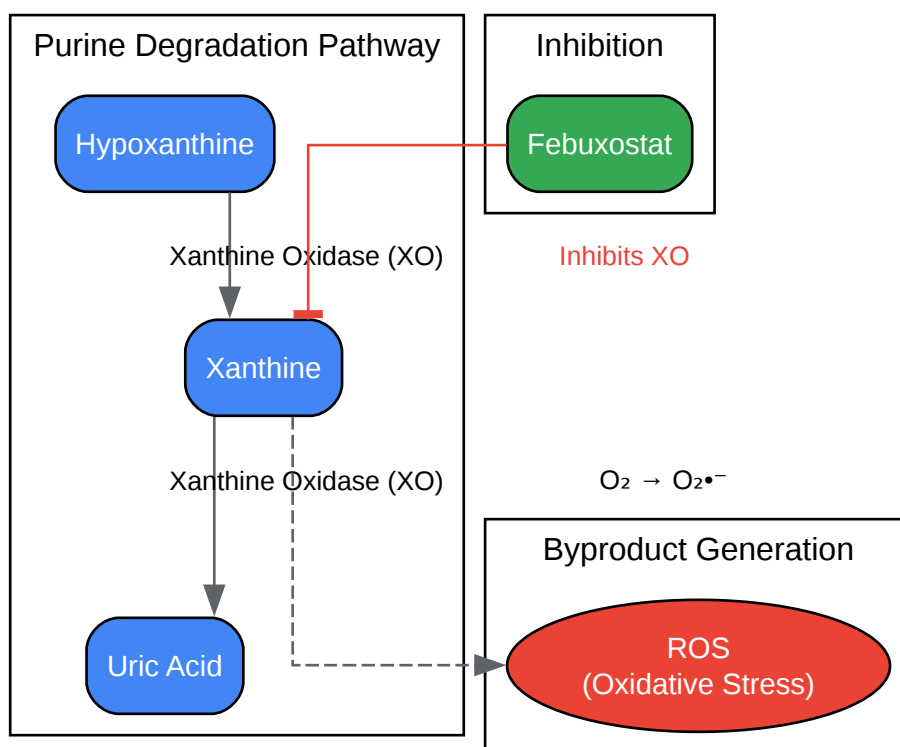 Purine Degradation Pathway
Inhibition
Hypoxanthine
Febuxostat
Xanthine Oxidase (XO)
Inhibits XO
Xanthine
Xanthine Oxidase (XO)
O₂ → O₂•⁻
Byproduct Generation
Uric Acid
ROS
(Oxidative Stress)